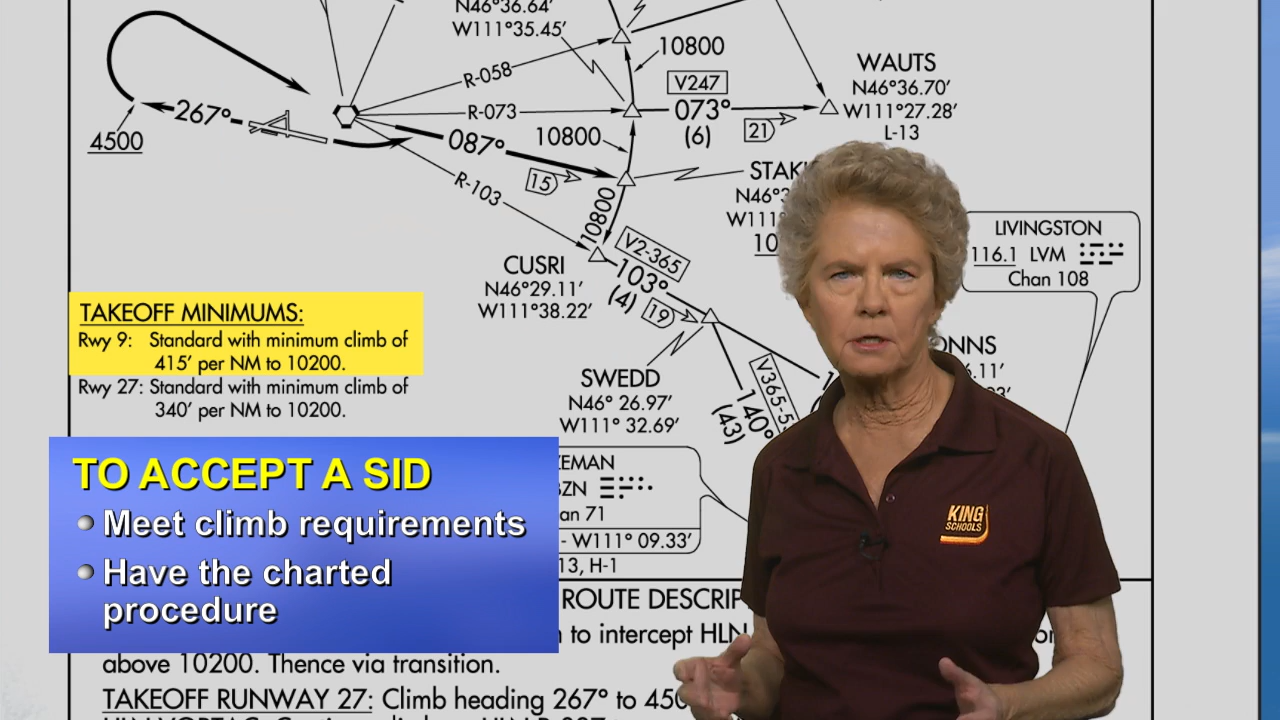 N46°36.64′
W111°35.45′
10800
WAUTS
N46°36.70′
W111°27.28′
L-13
R-058
V247
R-073
073°
(6)
21
267°
4500
087°
10800
15
R-103
10800
N46°
W111
10
CUSRI
N46°29.11′
W111°38.22′
V2-365
103°
(4)
19
LIVINGSTON
116.1 LVM
Chan 108
TAKEOFF MINIMUMS:
Rwy 9: Standard with minimum climb of
415′ per NM to 10200.
Rwy 27: Standard with minimum climb of
340′ per NM to 10200.
SWEDD
N46° 26.97′
W111° 32.69′
140°
(43)
TO ACCEPT A SID
Meet climb requirements
Have the charted
procedure
- W111° 09.33′
13, H-1
KING
SCHOOLS
ROUTE
to intercept HLN
above 10200. Thence via transition.
TAKEOFF RUNWAY 27: Climb heading 267° to